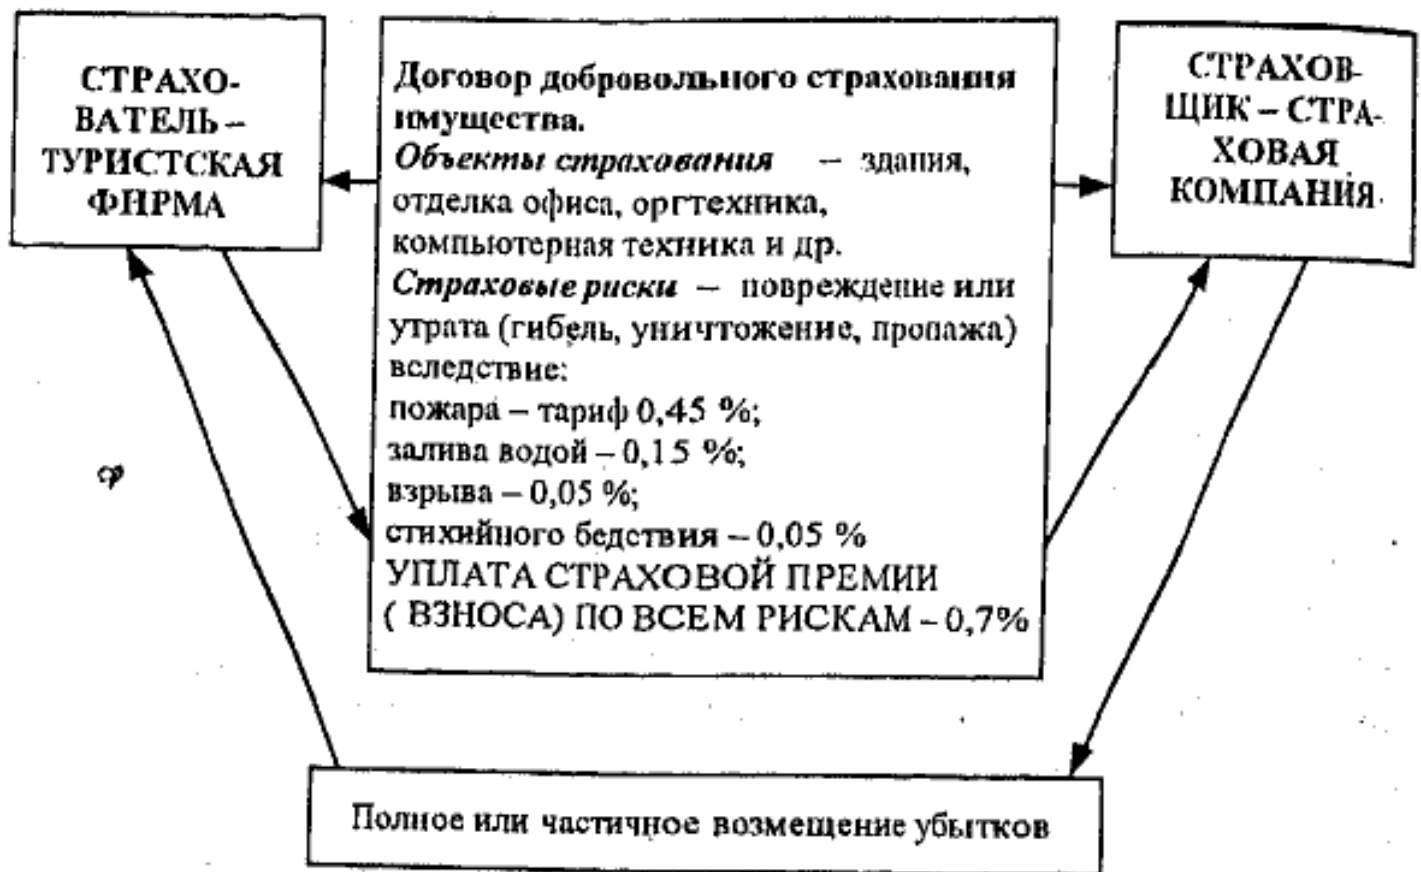 СТРАХО-
ВАТЕЛЬ –
ТУРИСТСКАЯ
ФИРМА
Договор добровольного страхования
имущества.
Объекты страхования – здания,
отделка офиса, оргтехника,
компьютерная техника и др.
Страховые риски – повреждение или
утрата (гибель, уничтожение, пропажа)
вследствие:
пожара – тариф 0,45 %;
залива водой – 0,15 %;
взрыва – 0,05 %;
стихийного бедствия – 0,05 %
УПЛАТА СТРАХОВОЙ ПРЕМИИ
( ВЗНОСА) ПО ВСЕМ РИСКАМ – 0,7%
СТРАХОВ-
ЩИК – СТРА-
ХОВАЯ
КОМПАНИЯ
Полное или частичное возмещение убытков